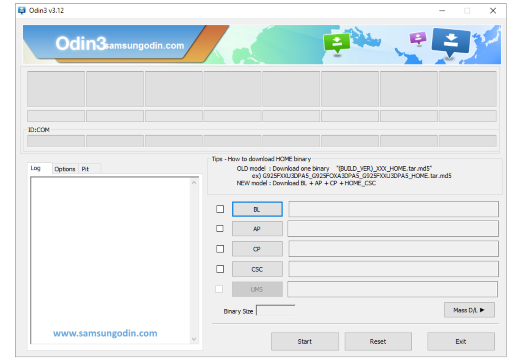 Odin3 v3.12
Odin3
samsungodin.com
ID:COM
Log
Options
Pit
Tips - How to download HOME binary
OLD model : Download one binary "(BUILD_VER)_XXX_HOME.tar.md5"
ex) G925FXXU3DPA5_G925FOXA3DPA5_G925FXXU3DPA5_HOME.tar.md5
NEW model : Download BL + AP + CP + HOME_CSC
BL
AP
CP
CSC
UMS
Binary Size
Mass D/L ►
www.samsungodin.com
Start
Reset
Exit